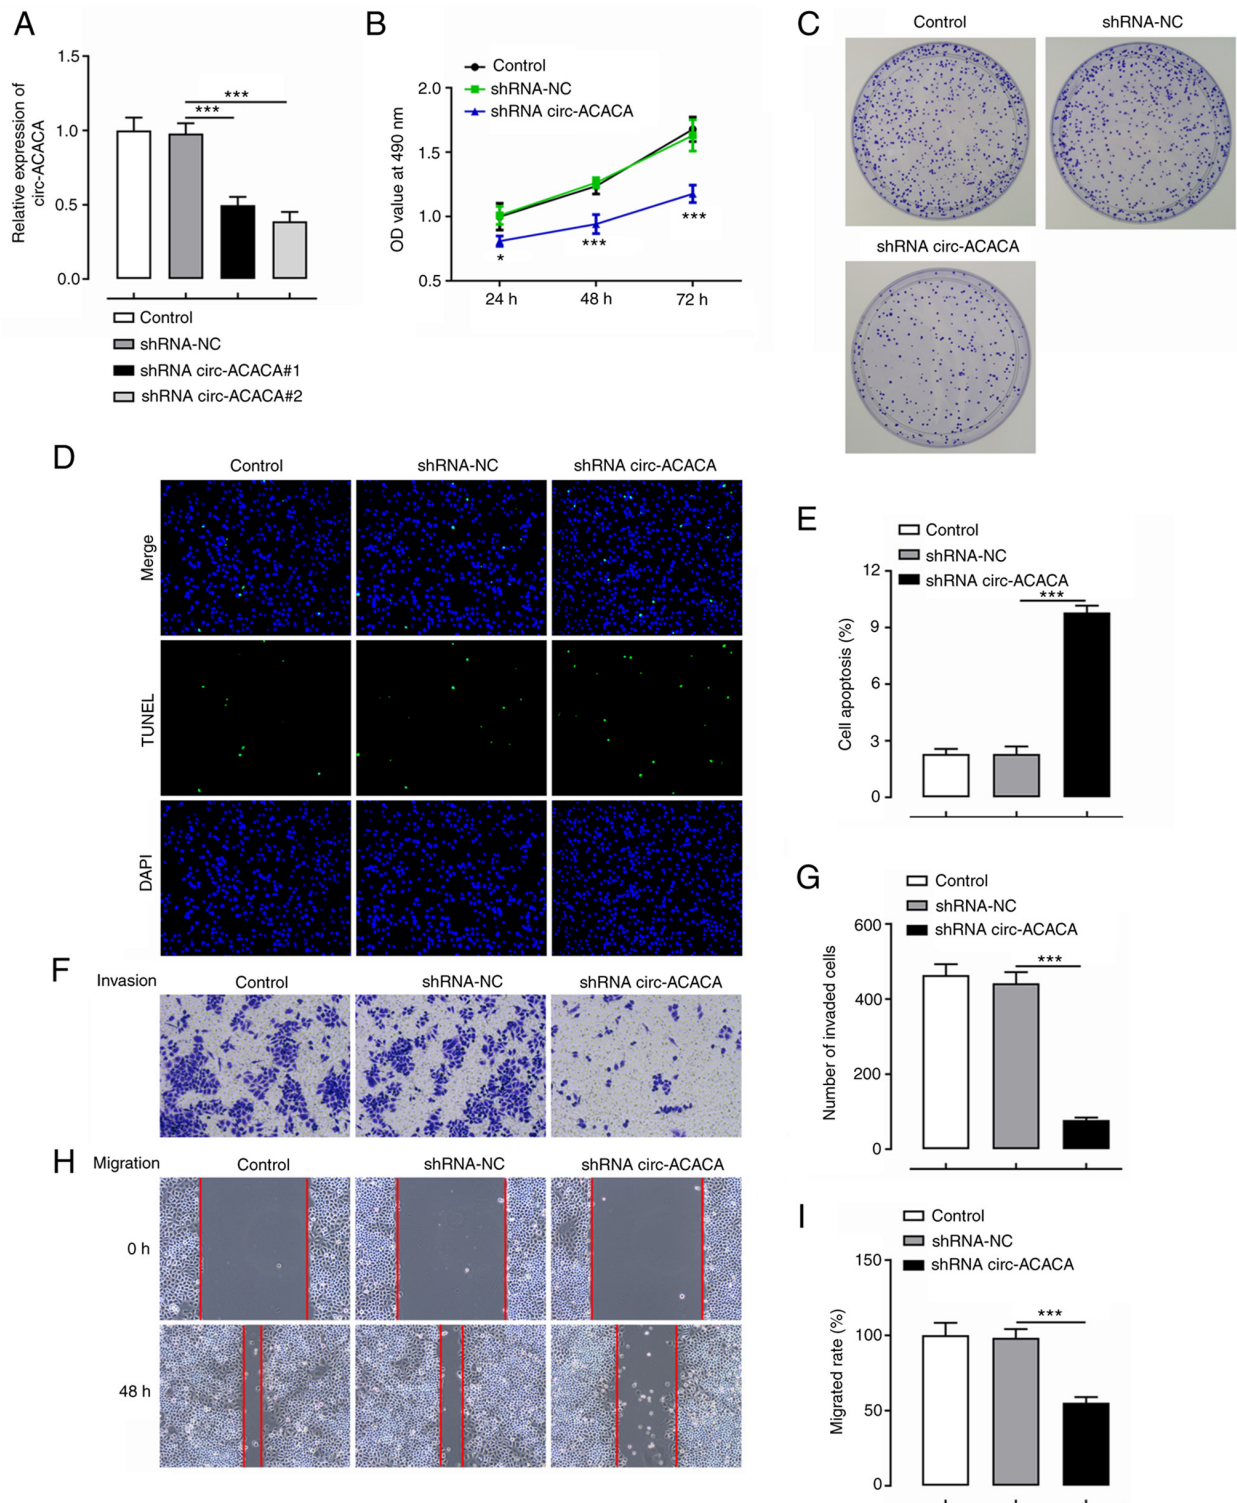 A
1.5
1.0
0.5
0.0
Relative expression of
circ-ACACA
***
***
Control
shRNA-NC
shRNA circ-ACACA#1
shRNA circ-ACACA#2
B
Control
shRNA-NC
shRNA circ-ACACA
2.0
1.5
1.0
0.5
OD value at 490 nm
*
***
***
24 h
48 h
72 h
C
Control
shRNA-NC
shRNA circ-ACACA
D
Control
shRNA-NC
shRNA circ-ACACA
Merge
TUNEL
DAPI
E
Control
shRNA-NC
shRNA circ-ACACA
***
12
9
6
3
0
Cell apoptosis (%)
F
Invasion
Control
shRNA-NC
shRNA circ-ACACA
G
Control
shRNA-NC
shRNA circ-ACACA
***
600
400
200
0
Number of invaded cells
H
Migration
Control
shRNA-NC
shRNA circ-ACACA
0 h
48 h
I
Control
shRNA-NC
shRNA circ-ACACA
***
150
100
50
0
Migrated rate (%)